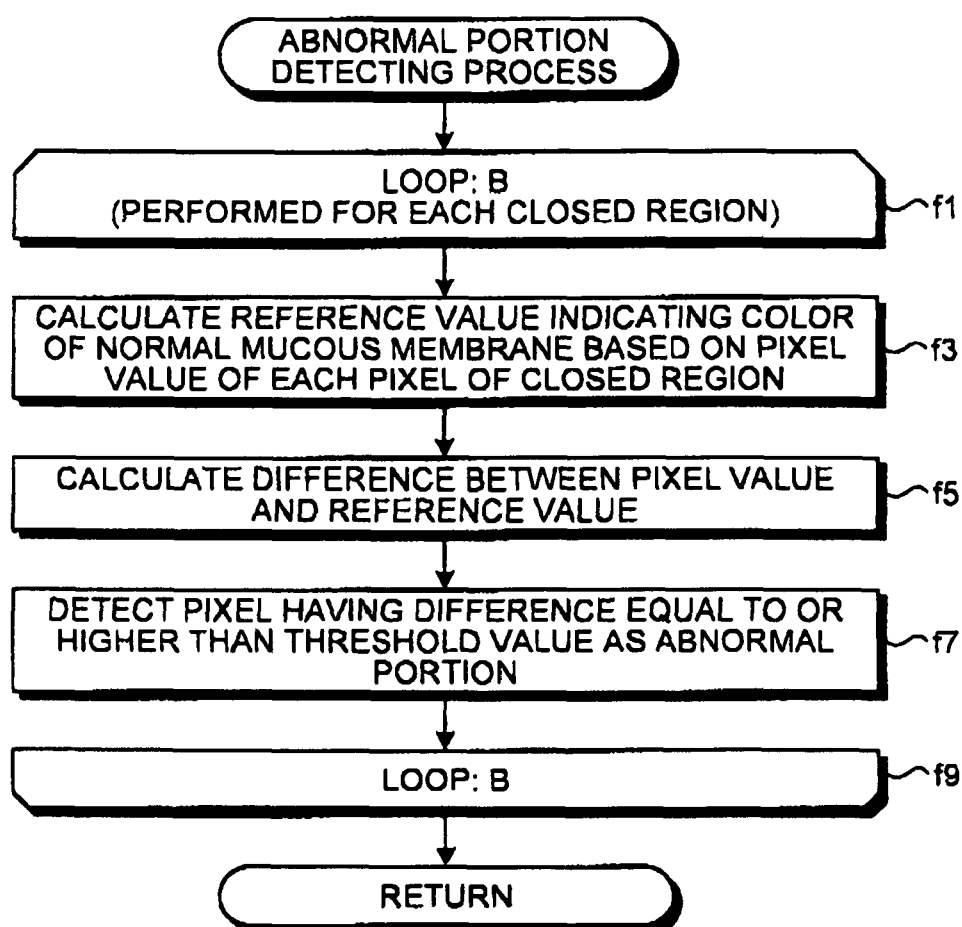 ABNORMAL PORTION
DETECTING PROCESS
LOOP: B
(PERFORMED FOR EACH CLOSED REGION)
f1
CALCULATE REFERENCE VALUE INDICATING COLOR
OF NORMAL MUCOUS MEMBRANE BASED ON PIXEL
VALUE OF EACH PIXEL OF CLOSED REGION
f3
CALCULATE DIFFERENCE BETWEEN PIXEL VALUE
AND REFERENCE VALUE
f5
DETECT PIXEL HAVING DIFFERENCE EQUAL TO OR
HIGHER THAN THRESHOLD VALUE AS ABNORMAL
PORTION
f7
LOOP: B
f9
RETURN